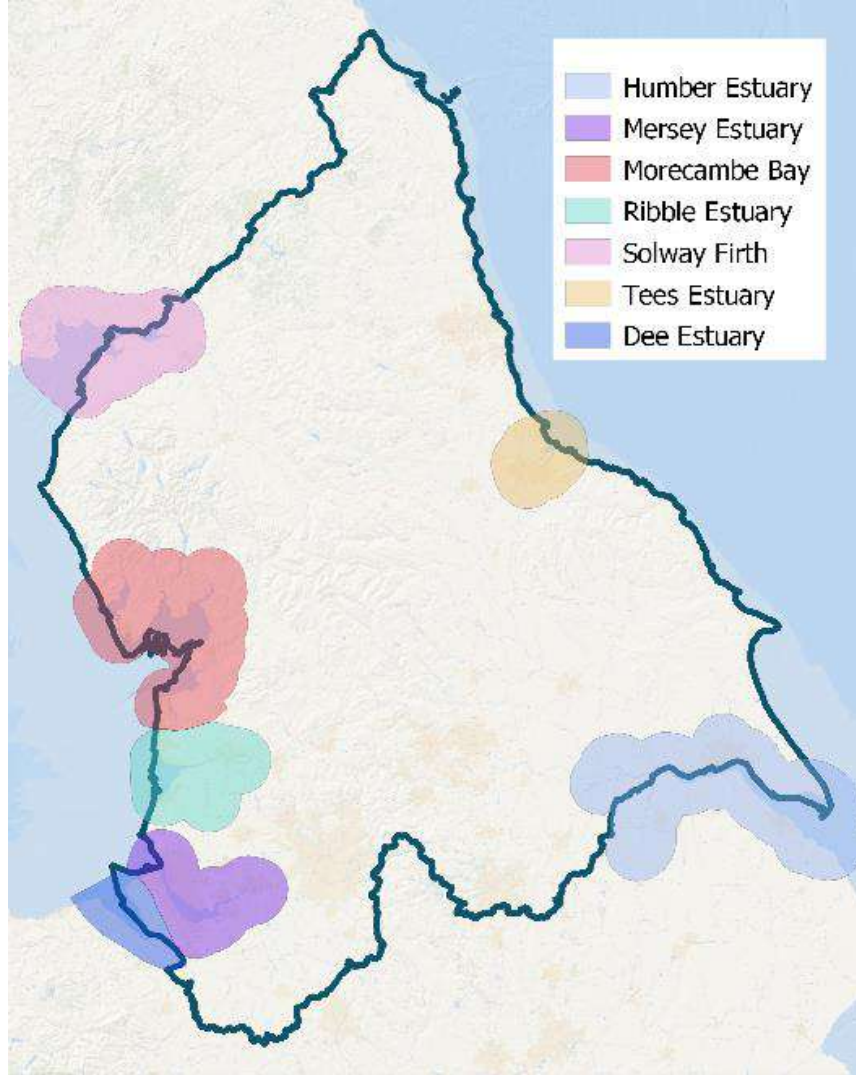 Humber Estuary
Mersey Estuary
Morecambe Bay
Ribble Estuary
Solway Firth
Tees Estuary
Dee Estuary